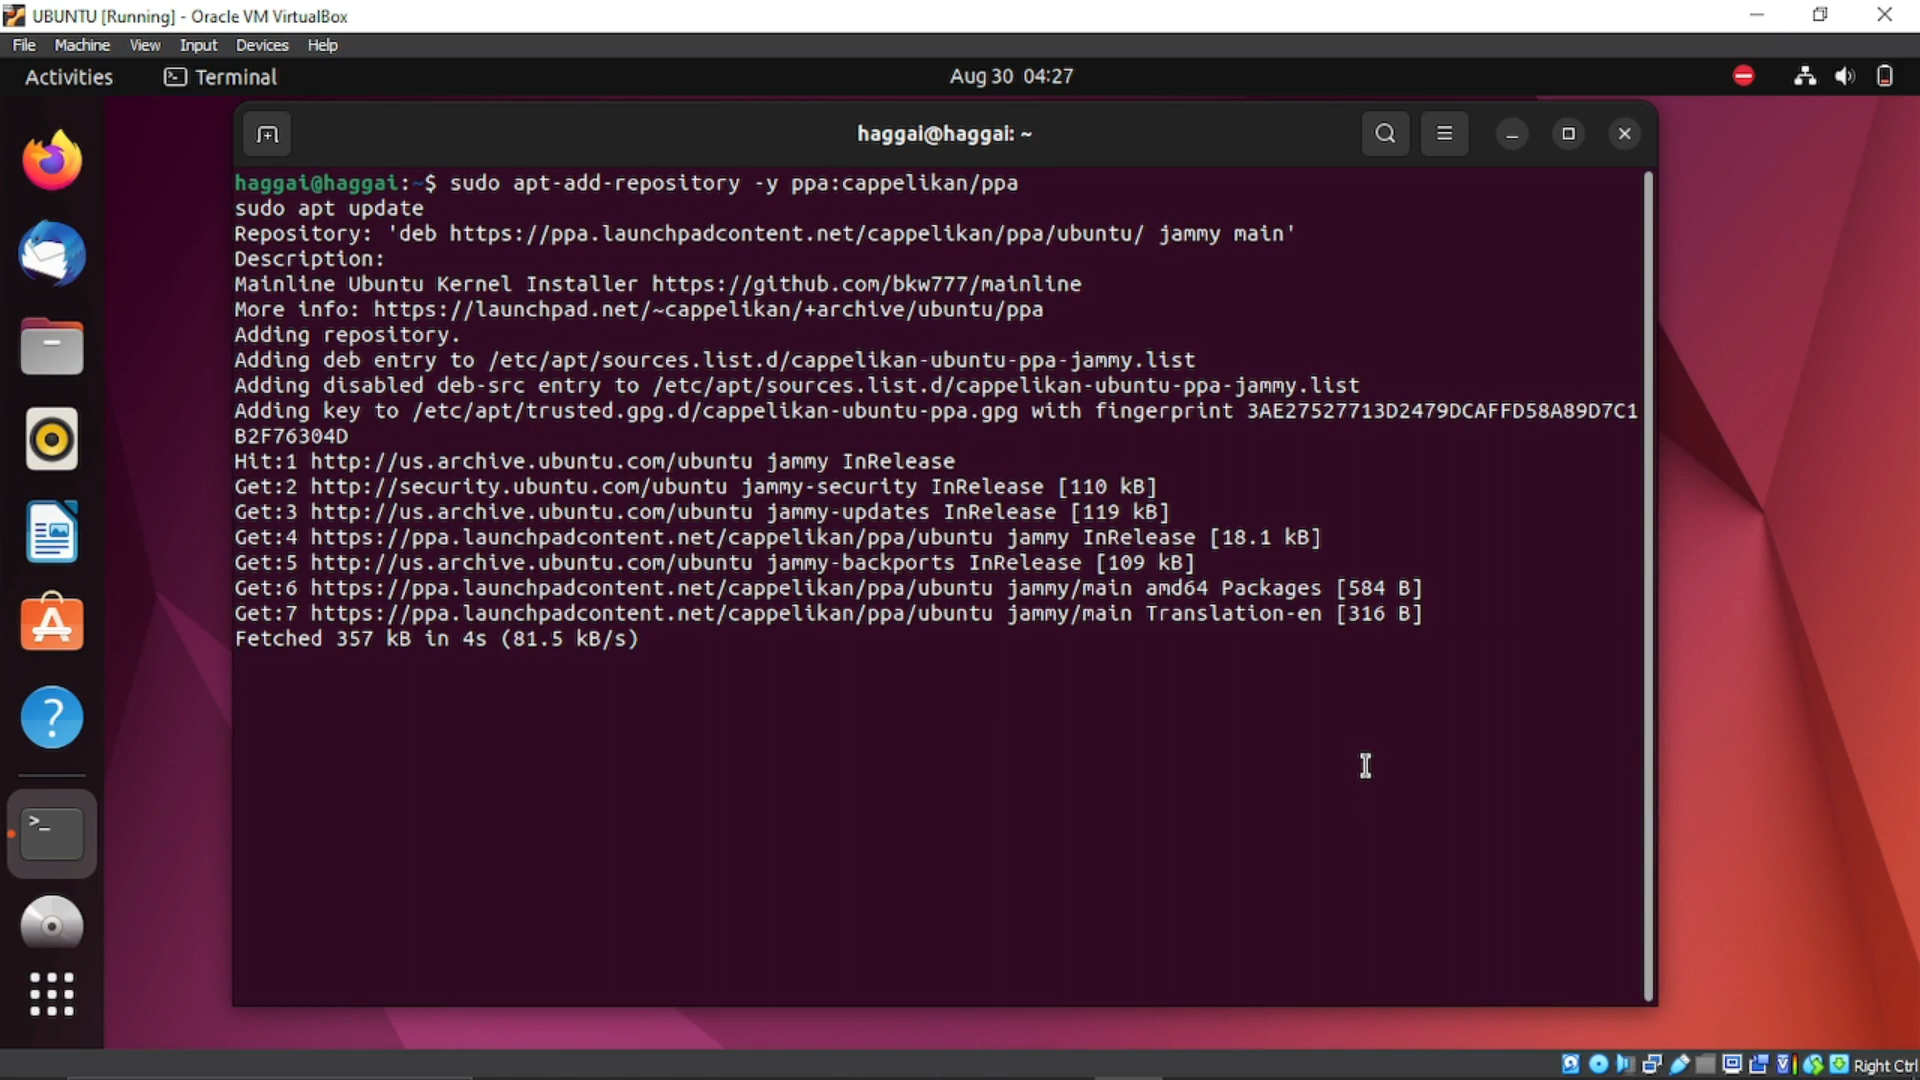 UBUNTU [Running] - Oracle VM VirtualBox
File Machine View Input Devices Help
Activities Terminal Aug 30 04:27
haggai@haggai: ~
haggai@haggai:~$ sudo apt-add-repository -y ppa:cappelikan/ppa
sudo apt update
Repository: 'deb https://ppa.launchpadcontent.net/cappelikan/ppa/ubuntu/ jammy main'
Description:
Mainline Ubuntu Kernel Installer https://github.com/bkw777/mainline
More info: https://launchpad.net/~cappelikan/+archive/ubuntu/ppa
Adding repository.
Adding deb entry to /etc/apt/sources.list.d/cappelikan-ubuntu-ppa-jammy.list
Adding disabled deb-src entry to /etc/apt/sources.list.d/cappelikan-ubuntu-ppa-jammy.list
Adding key to /etc/apt/trusted.gpg.d/cappelikan-ubuntu-ppa.gpg with fingerprint 3AE27527713D2479DCAFFD58A89D7C1
B2F76304D
Hit:1 http://us.archive.ubuntu.com/ubuntu jammy InRelease
Get:2 http://security.ubuntu.com/ubuntu jammy-security InRelease [110 kB]
Get:3 http://us.archive.ubuntu.com/ubuntu jammy-updates InRelease [119 kB]
Get:4 https://ppa.launchpadcontent.net/cappelikan/ppa/ubuntu jammy InRelease [18.1 kB]
Get:5 http://us.archive.ubuntu.com/ubuntu jammy-backports InRelease [109 kB]
Get:6 https://ppa.launchpadcontent.net/cappelikan/ppa/ubuntu jammy/main amd64 Packages [584 B]
Get:7 https://ppa.launchpadcontent.net/cappelikan/ppa/ubuntu jammy/main Translation-en [316 B]
Fetched 357 kB in 4s (81.5 kB/s)
Right Ctrl